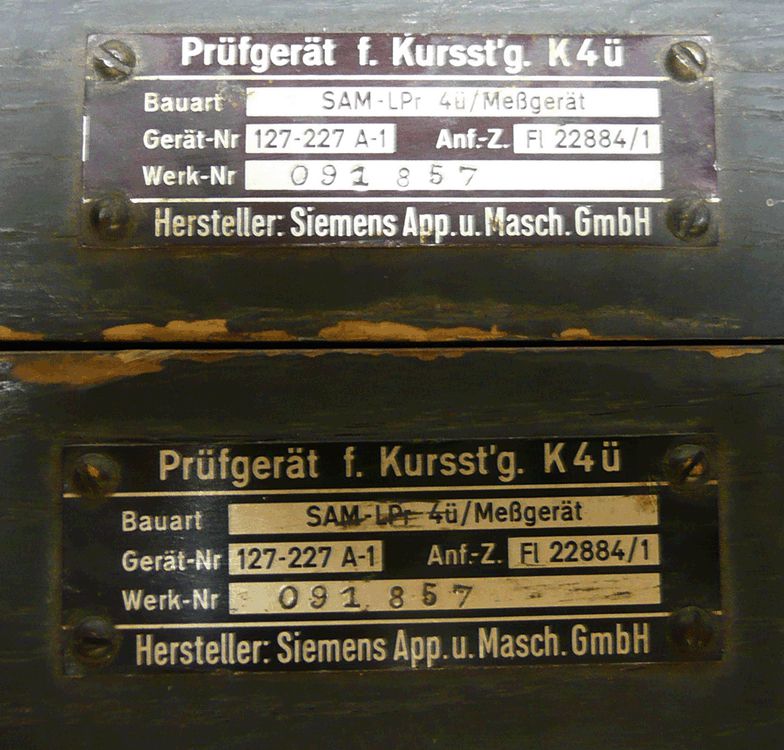 Prüfgerät f. Kursst'g. K4ü
Bauart SAM-LPr 4ü/Meßgerät
Gerät-Nr 127-227 A-1 Anf.-Z. Fl 22884/1
Werk-Nr 091 857
Hersteller: Siemens App.u.Masch.GmbH
Prüfgerät f. Kursst'g. K4ü
Bauart SAM-LPr 4ü/Meßgerät
Gerät-Nr 127-227 A-1 Anf.-Z. Fl 22884/1
Werk-Nr 091 857
Hersteller: Siemens App.u.Masch.GmbH